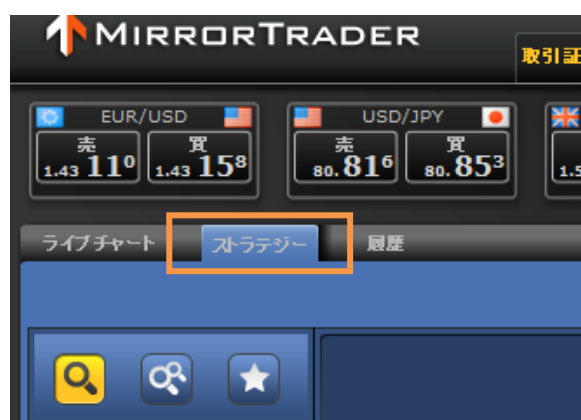 MIRRORTRADER
取引証
EUR/USD
USD/JPY
売 買
売 買
1.43 11⁰ 1.43 15⁸
80. 81⁶ 80. 85³
1.5
ライブチャート ストラテジー 履歴